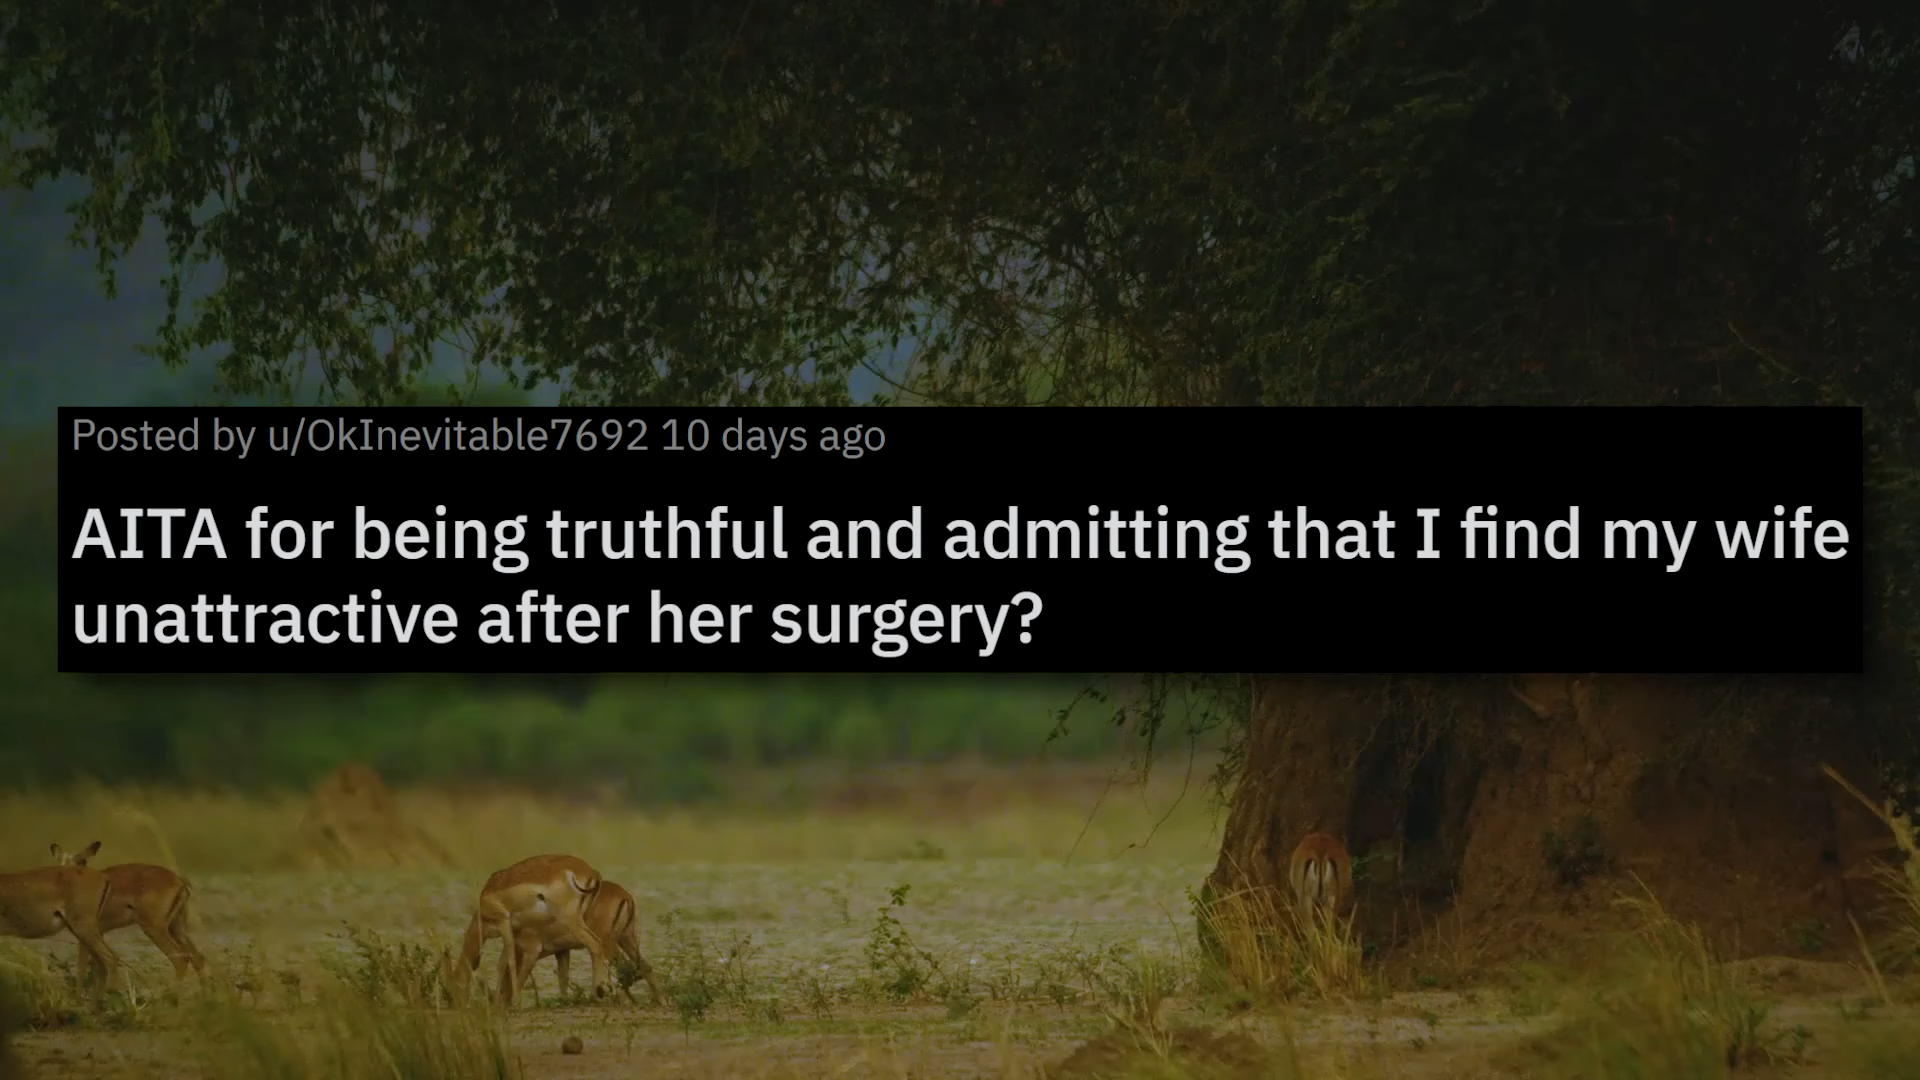 Posted by u/OkInevitable7692 10 days ago
AITA for being truthful and admitting that I find my wife
unattractive after her surgery?